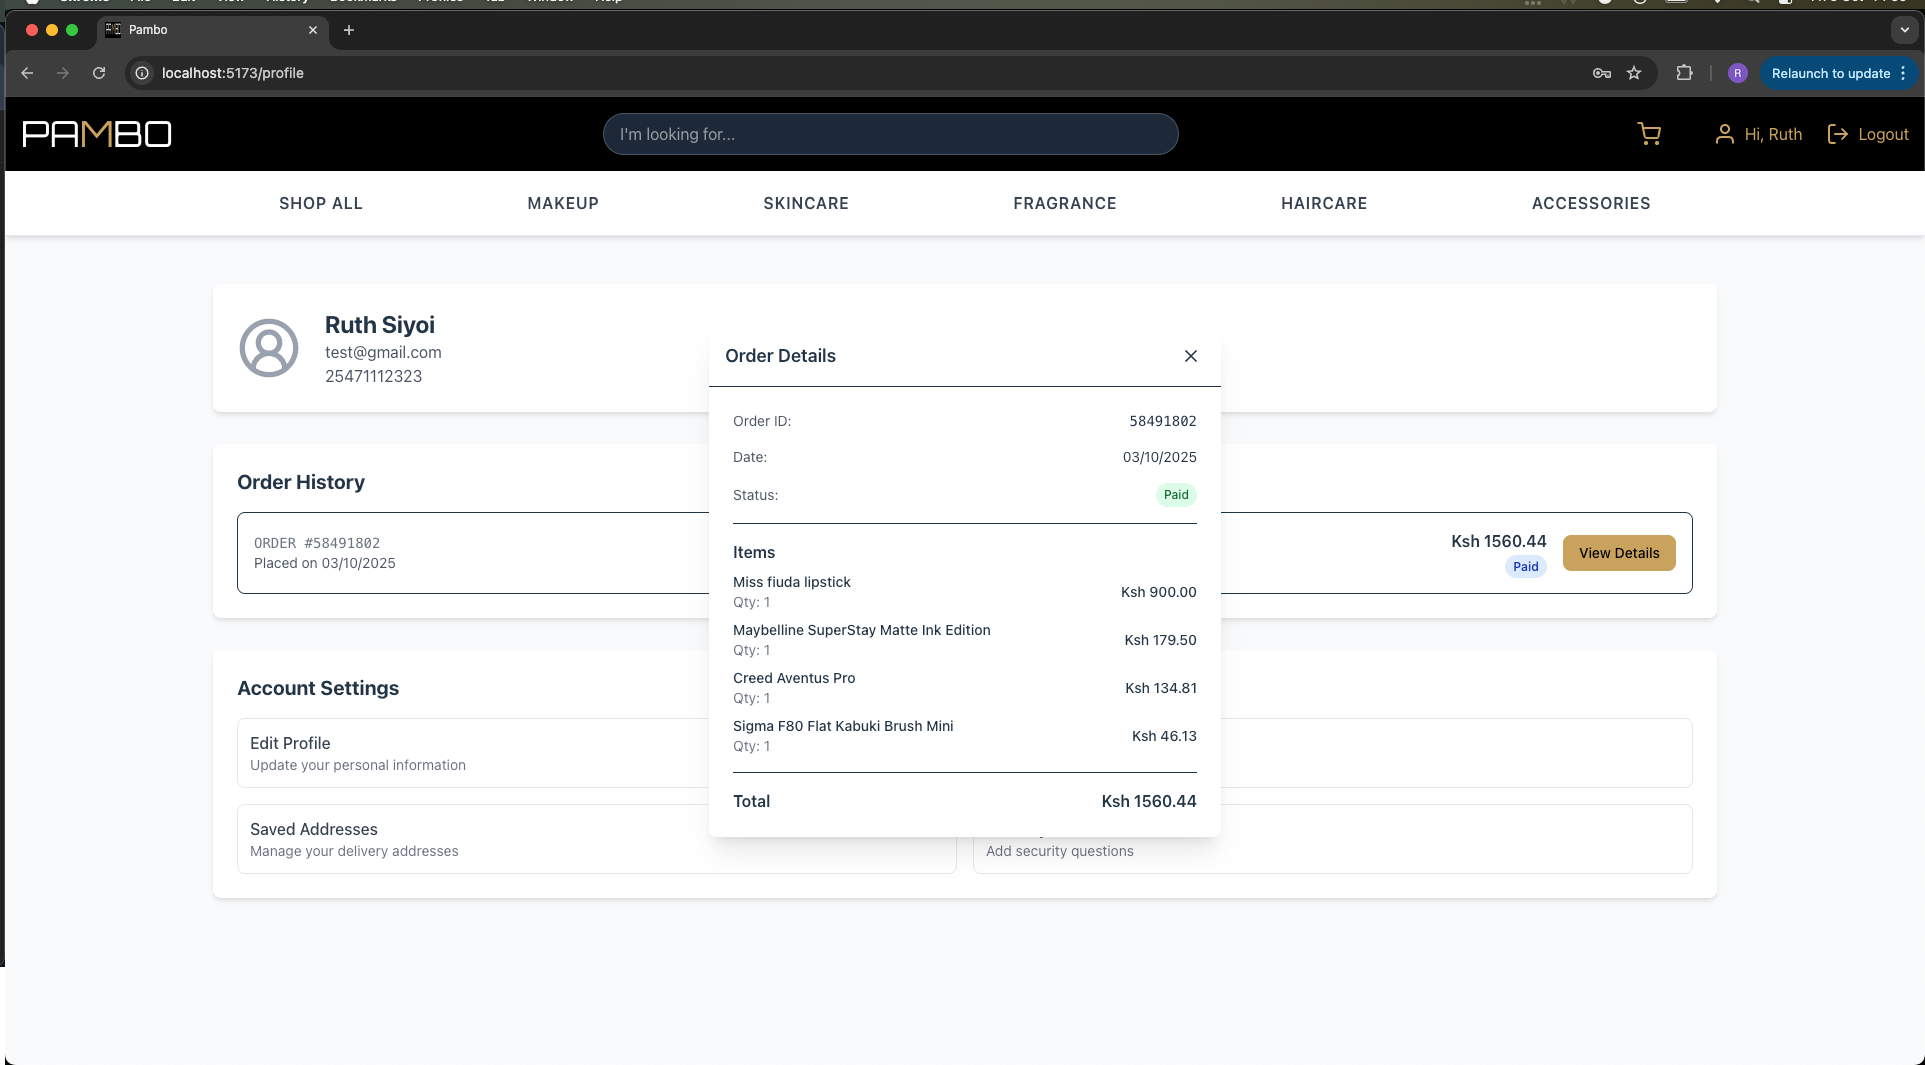 Pambo
localhost:5173/profile
R
Relaunch to update
PAMBO
I'm looking for...
Hi, Ruth
Logout
SHOP ALL
MAKEUP
SKINCARE
FRAGRANCE
HAIRCARE
ACCESSORIES
Ruth Siyoi
test@gmail.com
25471112323
Order History
ORDER #58491802
Placed on 03/10/2025
Ksh 1560.44
Paid
View Details
Order Details
Order ID:
58491802
Date:
03/10/2025
Status:
Paid
Items
Miss fiuda lipstick
Qty: 1
Ksh 900.00
Maybelline SuperStay Matte Ink Edition
Qty: 1
Ksh 179.50
Creed Aventus Pro
Qty: 1
Ksh 134.81
Sigma F80 Flat Kabuki Brush Mini
Qty: 1
Ksh 46.13
Total
Ksh 1560.44
Account Settings
Edit Profile
Update your personal information
Saved Addresses
Manage your delivery addresses
Add security questions